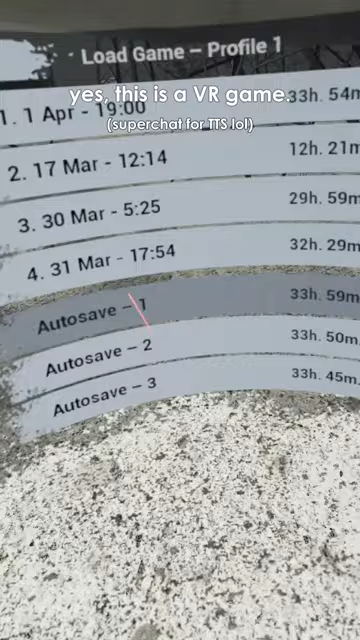 Load Game – Profile 1
yes, this is a VR game.
(superchat for TTS lol)
1. 1 Apr - 19:00 33h. 54m
2. 17 Mar - 12:14 12h. 21m
3. 30 Mar - 5:25 29h. 59m
4. 31 Mar - 17:54 32h. 29m
Autosave – 1 33h. 59m
Autosave – 2 33h. 50m
Autosave – 3 33h. 45m